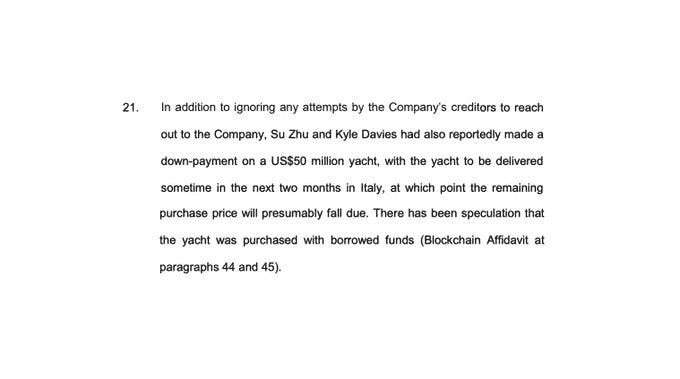 21. In addition to ignoring any attempts by the Company's creditors to reach
out to the Company, Su Zhu and Kyle Davies had also reportedly made a
down-payment on a US$50 million yacht, with the yacht to be delivered
sometime in the next two months in Italy, at which point the remaining
purchase price will presumably fall due. There has been speculation that
the yacht was purchased with borrowed funds (Blockchain Affidavit at
paragraphs 44 and 45).